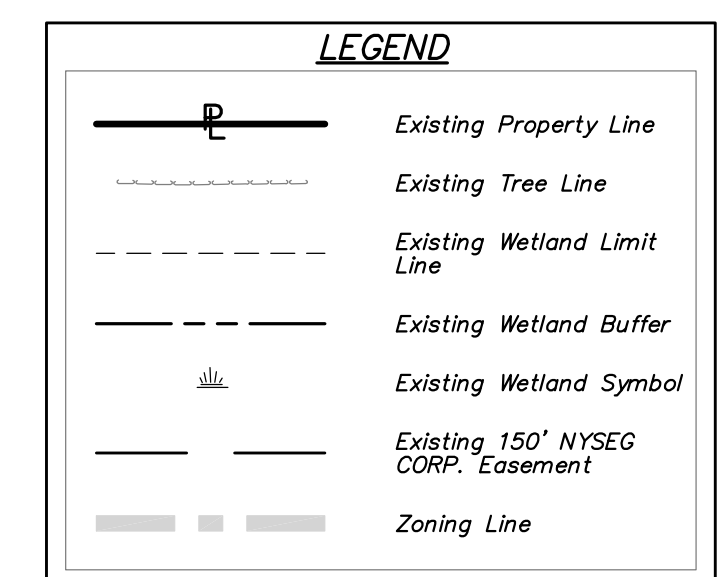 LEGEND
PL
Existing Property Line
Existing Tree Line
Existing Wetland Limit
Line
Existing Wetland Buffer
Existing Wetland Symbol
Existing 150' NYSEG
CORP. Easement
Zoning Line